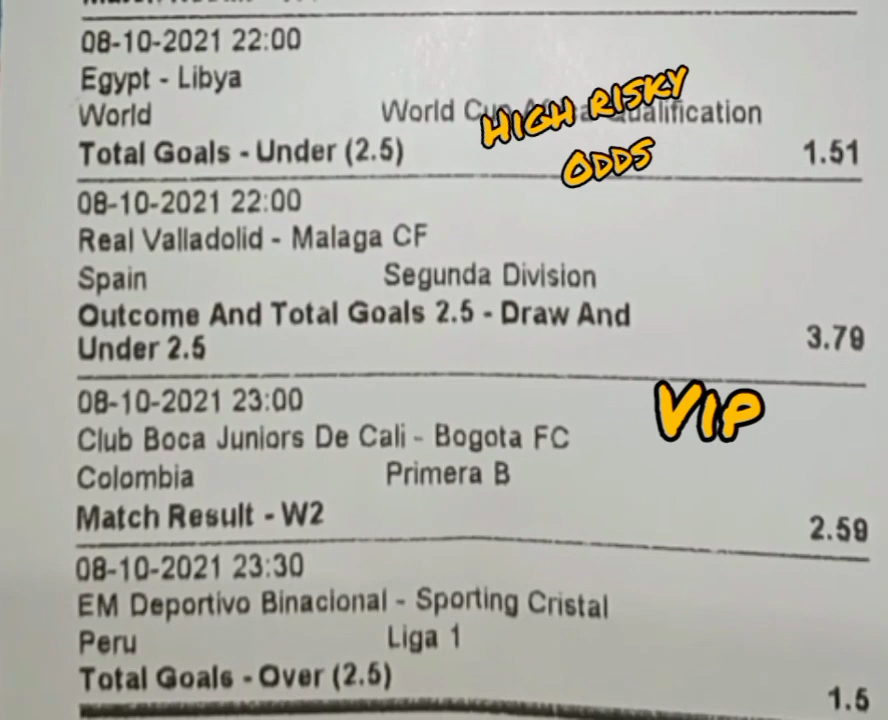 08-10-2021 22:00
Egypt - Libya
World World Cup Africa Qualification
HIGH RISKY
ODDS
Total Goals - Under (2.5) 1.51
08-10-2021 22:00
Real Valladolid - Malaga CF
Spain Segunda Division
Outcome And Total Goals 2.5 - Draw And
Under 2.5 3.79
VIP
08-10-2021 23:00
Club Boca Juniors De Cali - Bogota FC
Colombia Primera B
Match Result - W2 2.59
08-10-2021 23:30
EM Deportivo Binacional - Sporting Cristal
Peru Liga 1
Total Goals - Over (2.5) 1.5